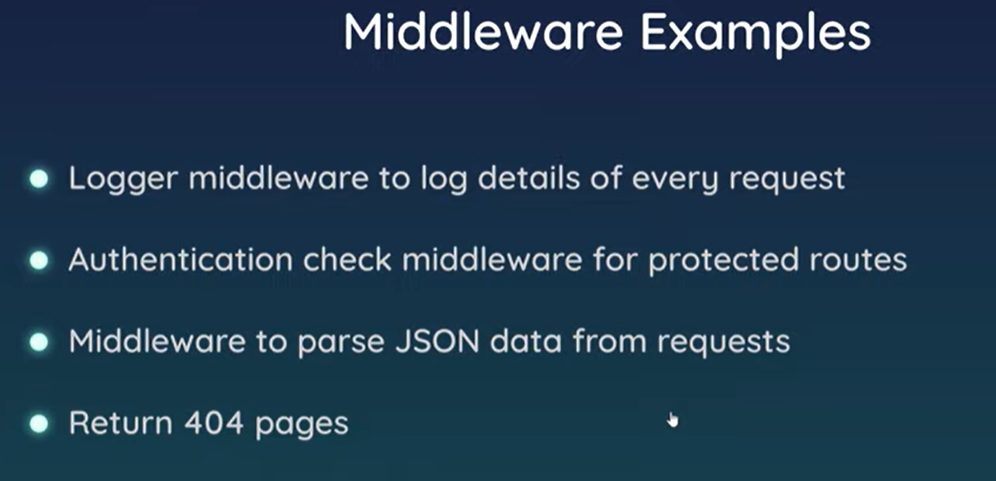 Middleware Examples
Logger middleware to log details of every request
Authentication check middleware for protected routes
Middleware to parse JSON data from requests
Return 404 pages